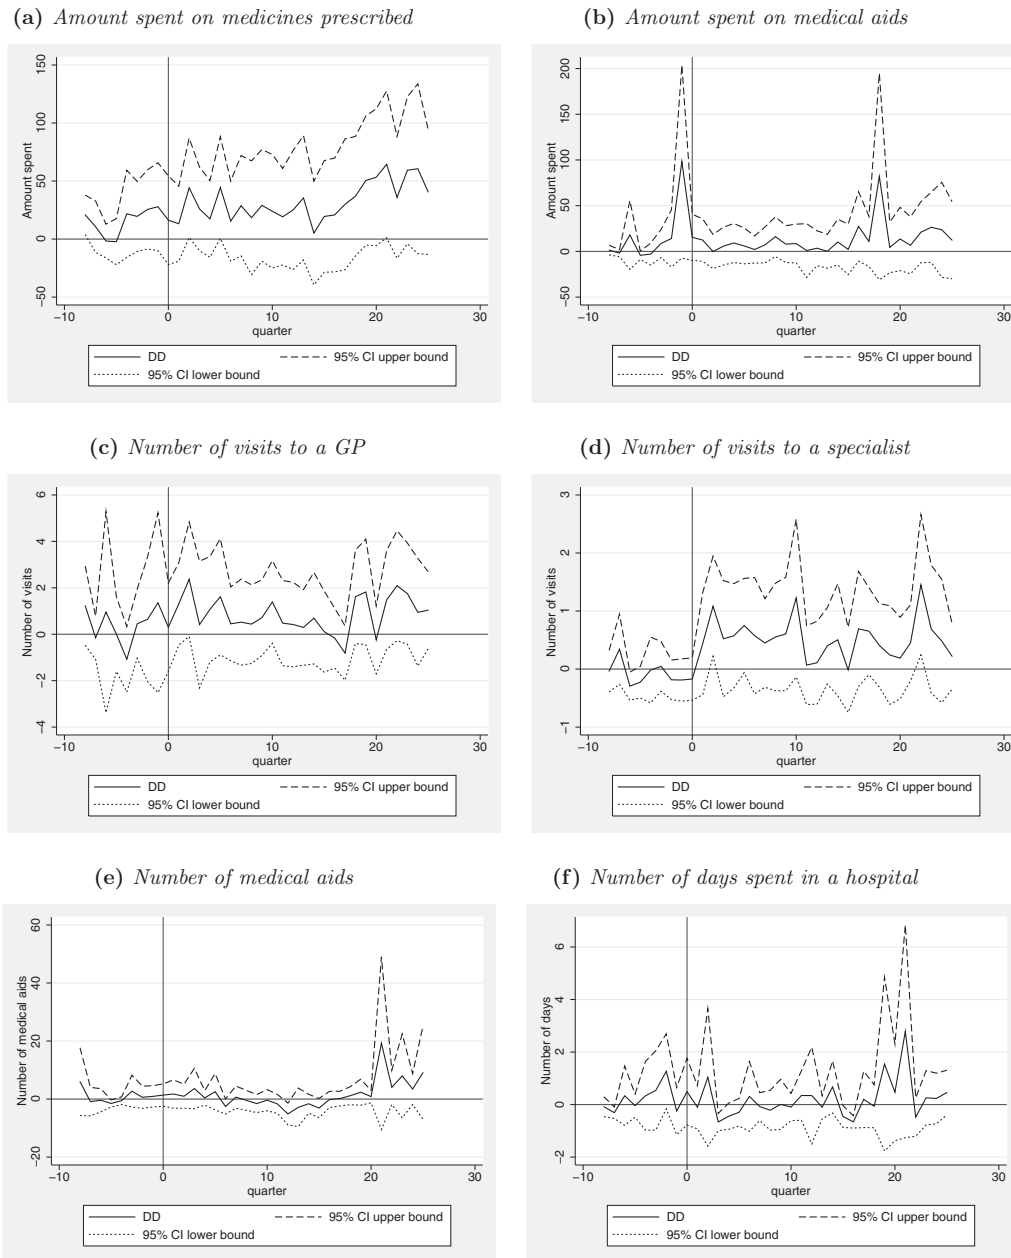 (a) Amount spent on medicines prescribed
150
100
50
0
−50
Amount spent
−10 0 10 20 30
quarter
DD 95% CI upper bound
95% CI lower bound
(b) Amount spent on medical aids
200
150
100
50
0
−50
Amount spent
−10 0 10 20 30
quarter
DD 95% CI upper bound
95% CI lower bound
(c) Number of visits to a GP
6
4
2
0
−2
−4
Number of visits
−10 0 10 20 30
quarter
DD 95% CI upper bound
95% CI lower bound
(d) Number of visits to a specialist
3
2
1
0
−1
Number of visits
−10 0 10 20 30
quarter
DD 95% CI upper bound
95% CI lower bound
(e) Number of medical aids
60
40
20
0
−20
Number of medical aids
−10 0 10 20 30
quarter
DD 95% CI upper bound
95% CI lower bound
(f) Number of days spent in a hospital
6
4
2
0
−2
Number of days
−10 0 10 20 30
quarter
DD 95% CI upper bound
95% CI lower bound